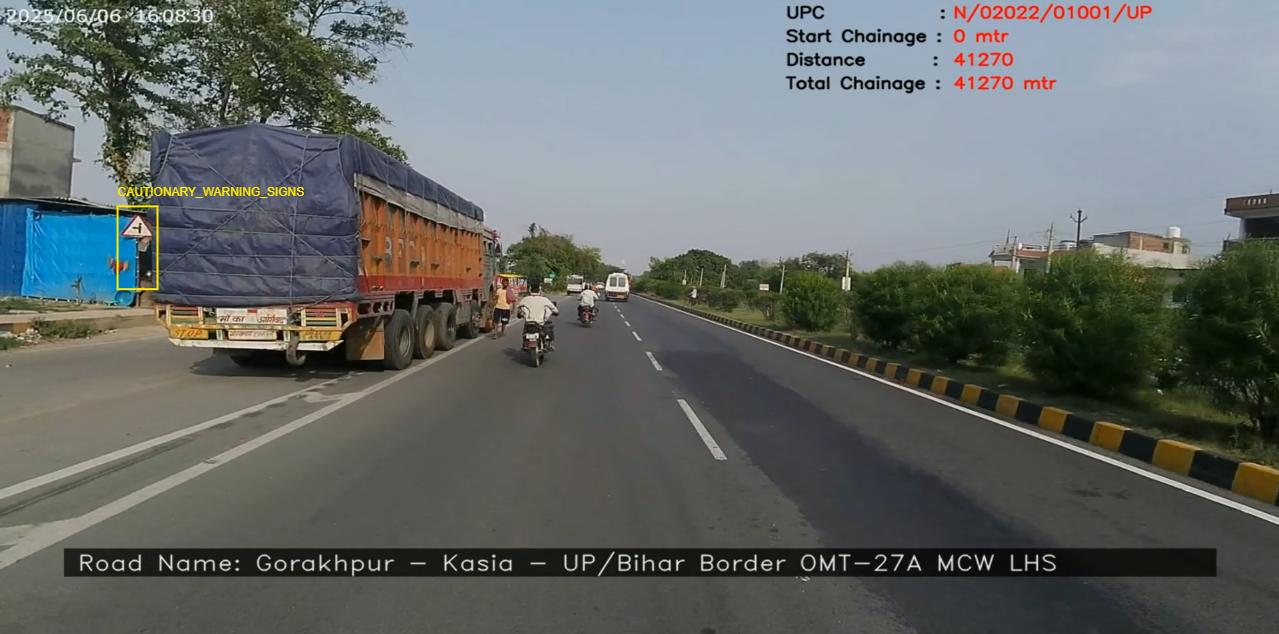 2025/06/06 16:08:30
UPC : N/02022/01001/UP
Start Chainage : 0 mtr
Distance : 41270
Total Chainage : 41270 mtr
CAUTIONARY_WARNING_SIGNS
माँ का
Road Name: Gorakhpur - Kasia - UP/Bihar Border OMT-27A MCW LHS